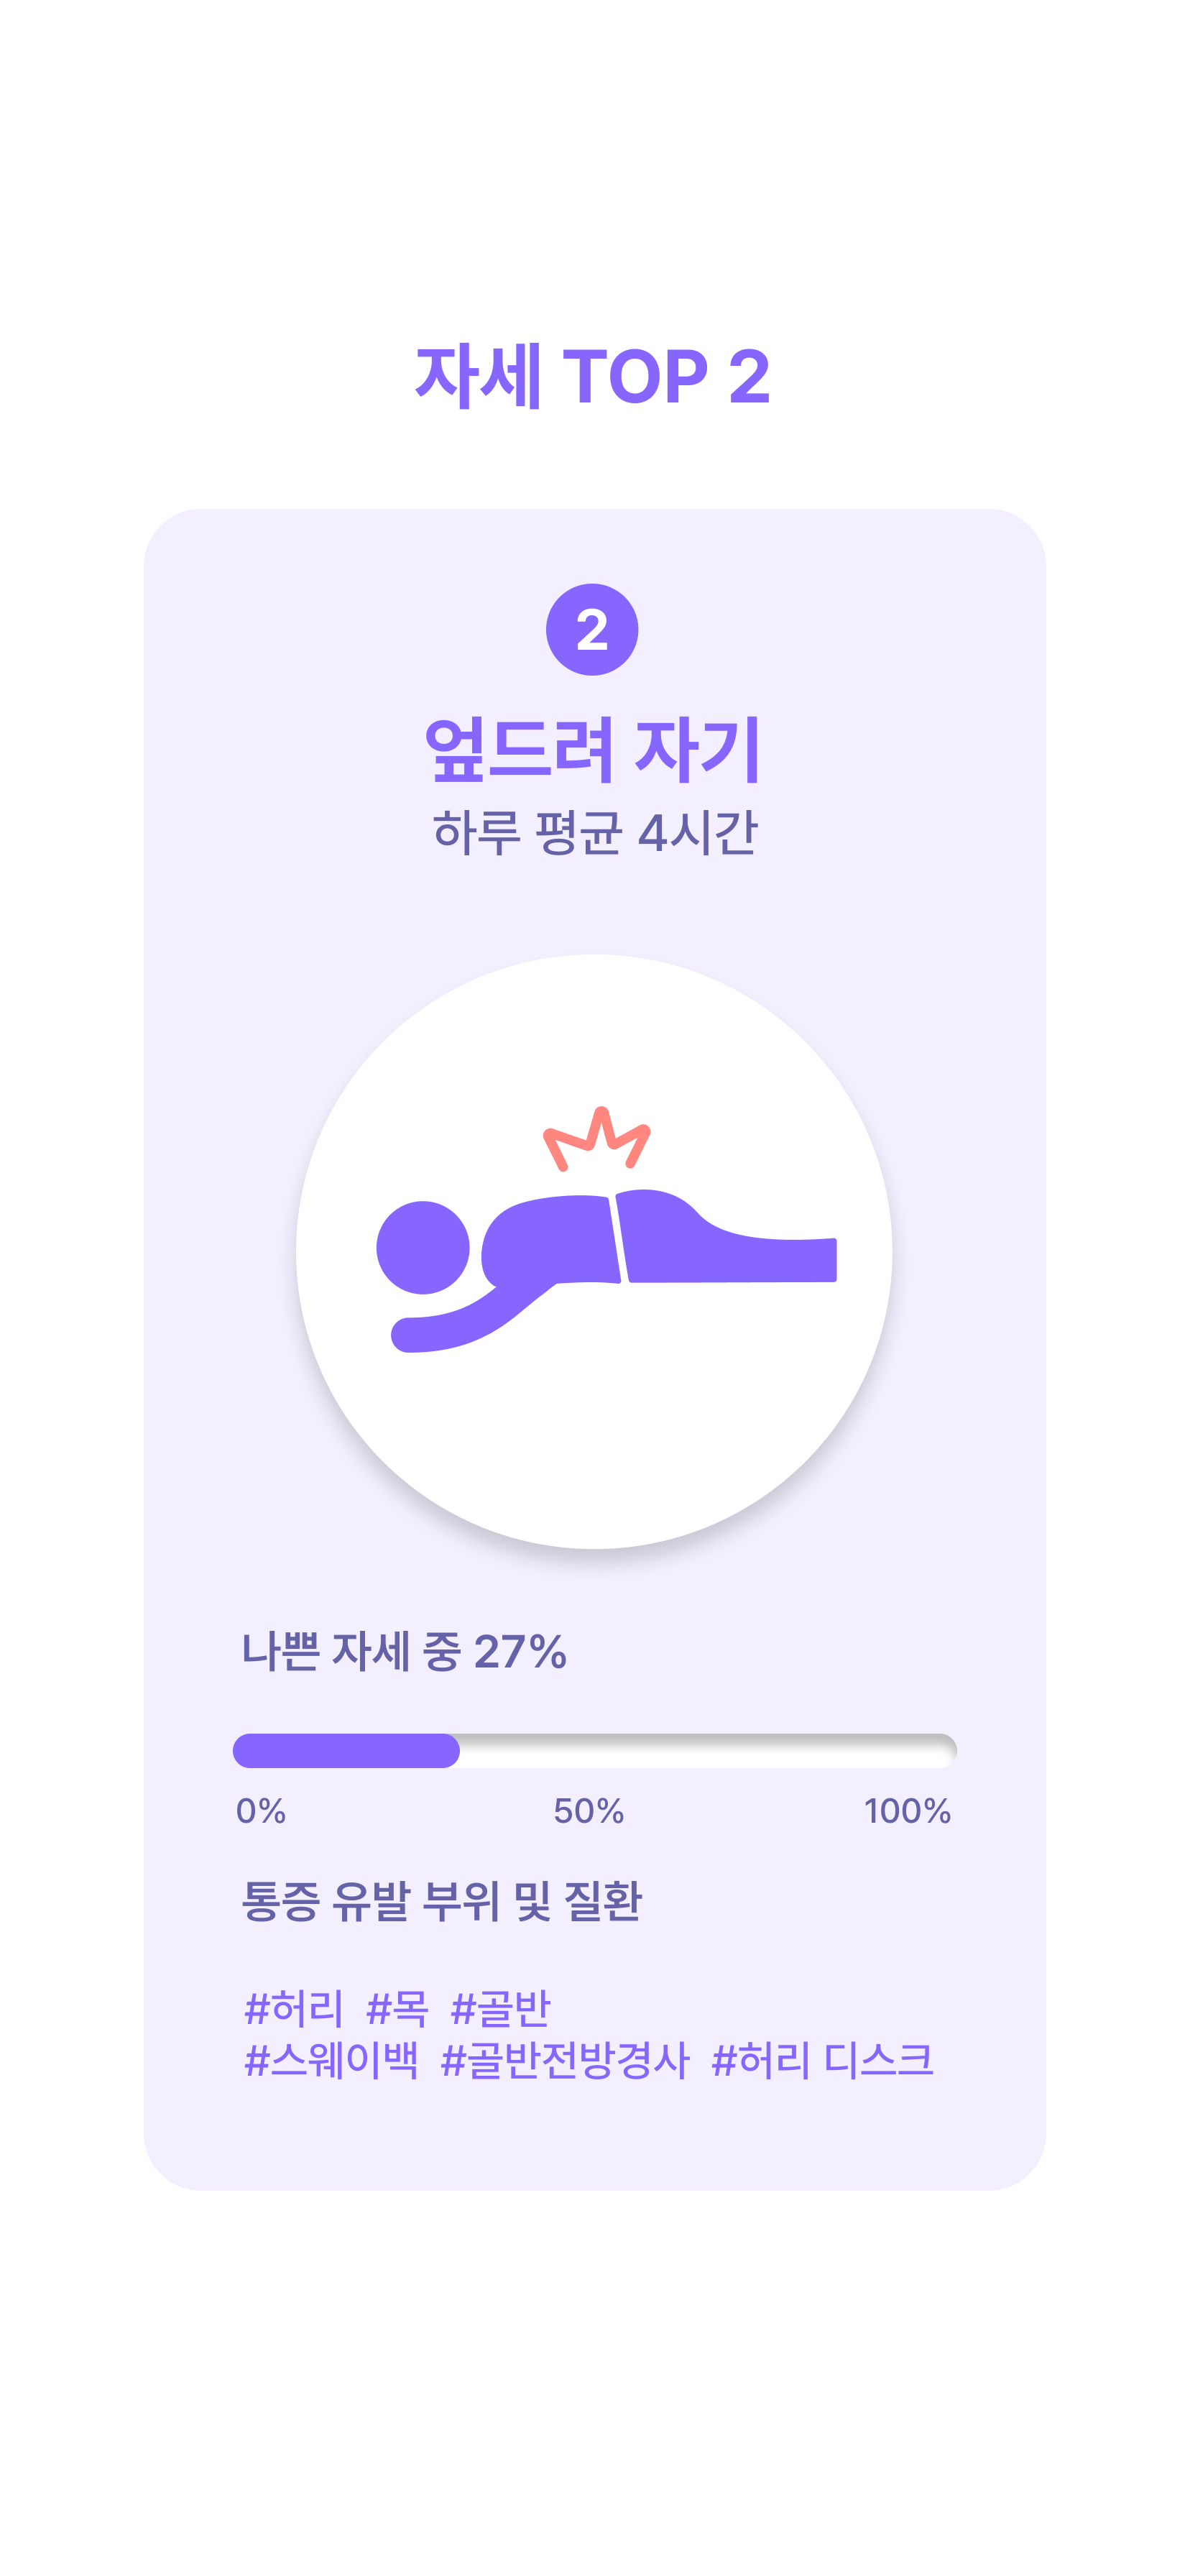 자세 TOP 2
2
엎드려 자기
하루 평균 4시간
나쁜 자세 중 27%
0% 50% 100%
통증 유발 부위 및 질환
#허리 #목 #골반
#스웨이백 #골반전방경사 #허리 디스크